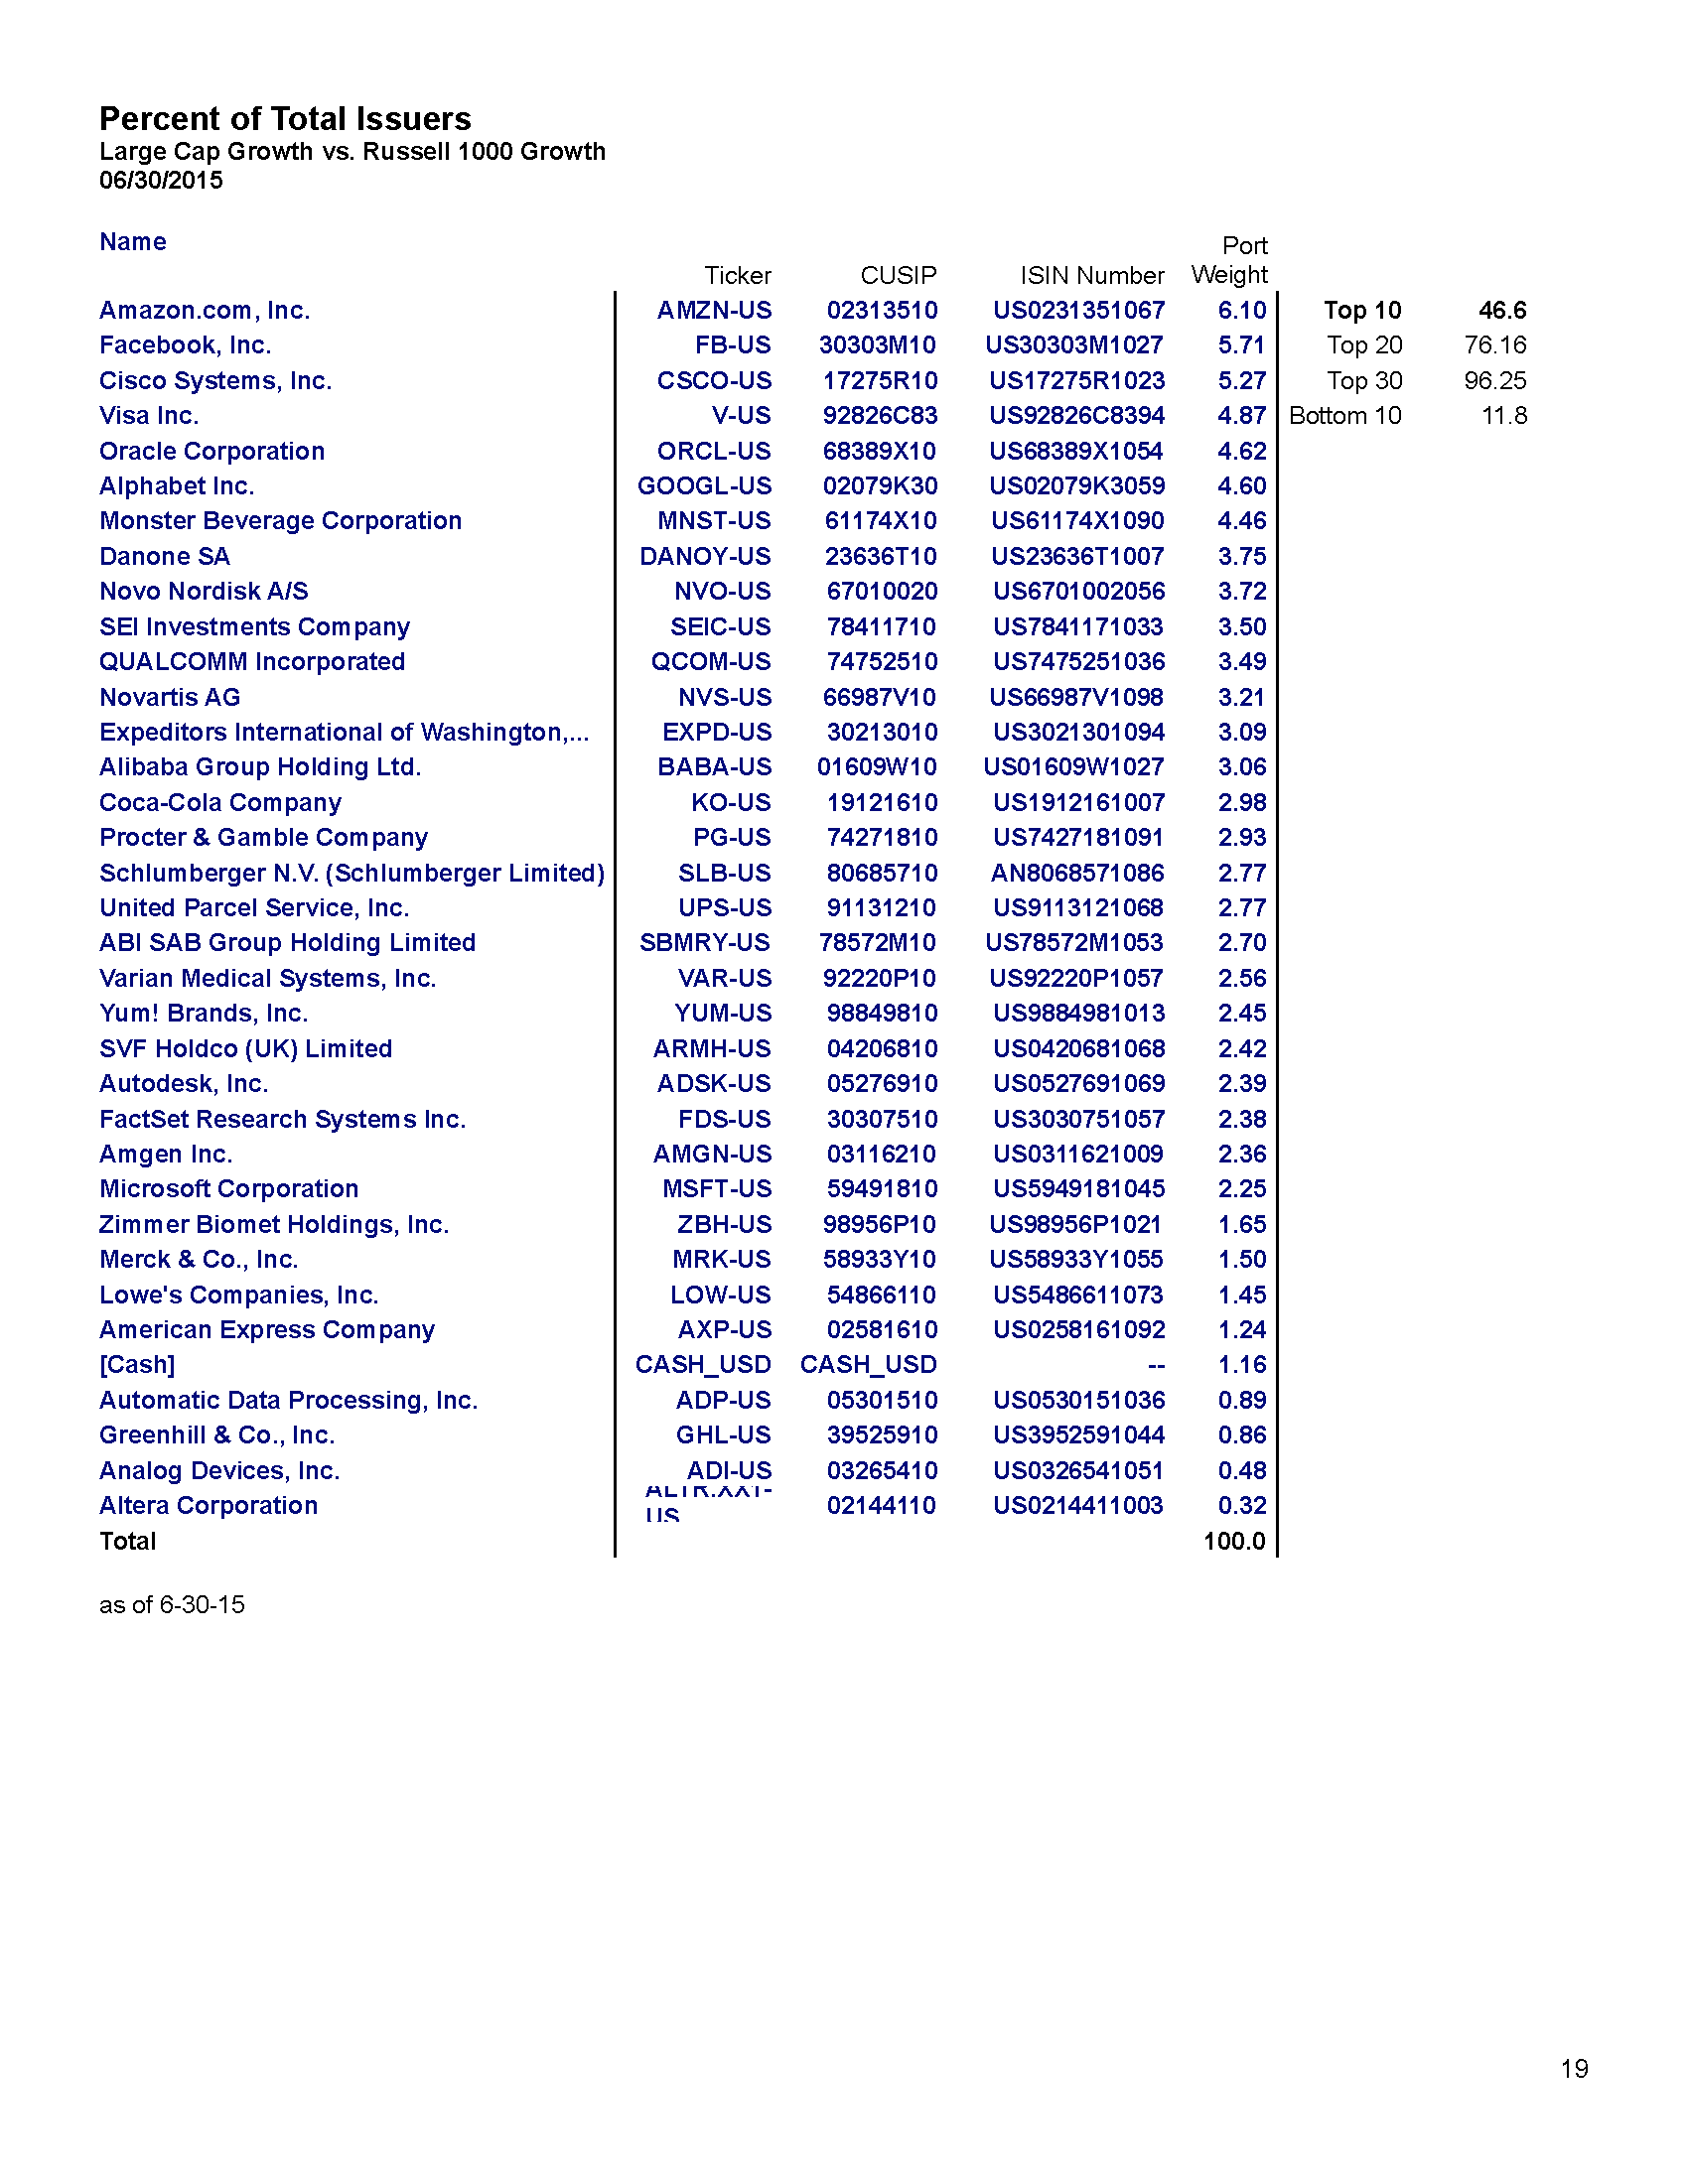 Percent of Total Issuers
Large Cap Growth vs. Russell 1000 Growth
06/30/2015
Name Ticker CUSIP ISIN Number Port Weight
Amazon.com, Inc. AMZN-US 02313510 US0231351067 6.10 Top 10 46.6
Facebook, Inc. FB-US 30303M10 US30303M1027 5.71 Top 20 76.16
Cisco Systems, Inc. CSCO-US 17275R10 US17275R1023 5.27 Top 30 96.25
Visa Inc. V-US 92826C83 US92826C8394 4.87 Bottom 10 11.8
Oracle Corporation ORCL-US 68389X10 US68389X1054 4.62
Alphabet Inc. GOOGL-US 02079K30 US02079K3059 4.60
Monster Beverage Corporation MNST-US 61174X10 US61174X1090 4.46
Danone SA DANOY-US 23636T10 US23636T1007 3.75
Novo Nordisk A/S NVO-US 67010020 US6701002056 3.72
SEI Investments Company SEIC-US 78411710 US7841171033 3.50
QUALCOMM Incorporated QCOM-US 74752510 US7475251036 3.49
Novartis AG NVS-US 66987V10 US66987V1098 3.21
Expeditors International of Washington,... EXPD-US 30213010 US3021301094 3.09
Alibaba Group Holding Ltd. BABA-US 01609W10 US01609W1027 3.06
Coca-Cola Company KO-US 19121610 US1912161007 2.98
Procter & Gamble Company PG-US 74271810 US7427181091 2.93
Schlumberger N.V. (Schlumberger Limited) SLB-US 80685710 AN8068571086 2.77
United Parcel Service, Inc. UPS-US 91131210 US9113121068 2.77
ABI SAB Group Holding Limited SBMRY-US 78572M10 US78572M1053 2.70
Varian Medical Systems, Inc. VAR-US 92220P10 US92220P1057 2.56
Yum! Brands, Inc. YUM-US 98849810 US9884981013 2.45
SVF Holdco (UK) Limited ARMH-US 04206810 US0420681068 2.42
Autodesk, Inc. ADSK-US 05276910 US0527691069 2.39
FactSet Research Systems Inc. FDS-US 30307510 US3030751057 2.38
Amgen Inc. AMGN-US 03116210 US0311621009 2.36
Microsoft Corporation MSFT-US 59491810 US5949181045 2.25
Zimmer Biomet Holdings, Inc. ZBH-US 98956P10 US98956P1021 1.65
Merck & Co., Inc. MRK-US 58933Y10 US58933Y1055 1.50
Lowe's Companies, Inc. LOW-US 54866110 US5486611073 1.45
American Express Company AXP-US 02581610 US0258161092 1.24
[Cash] CASH_USD CASH_USD -- 1.16
Automatic Data Processing, Inc. ADP-US 05301510 US0530151036 0.89
Greenhill & Co., Inc. GHL-US 39525910 US3952591044 0.86
Analog Devices, Inc. ADI-US 03265410 US0326541051 0.48
Altera Corporation US 02144110 US0214411003 0.32
Total 100.0
as of 6-30-15
19